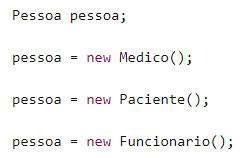 Pessoa pessoa;
pessoa = new Medico();
pessoa = new Paciente();
pessoa = new Funcionario();